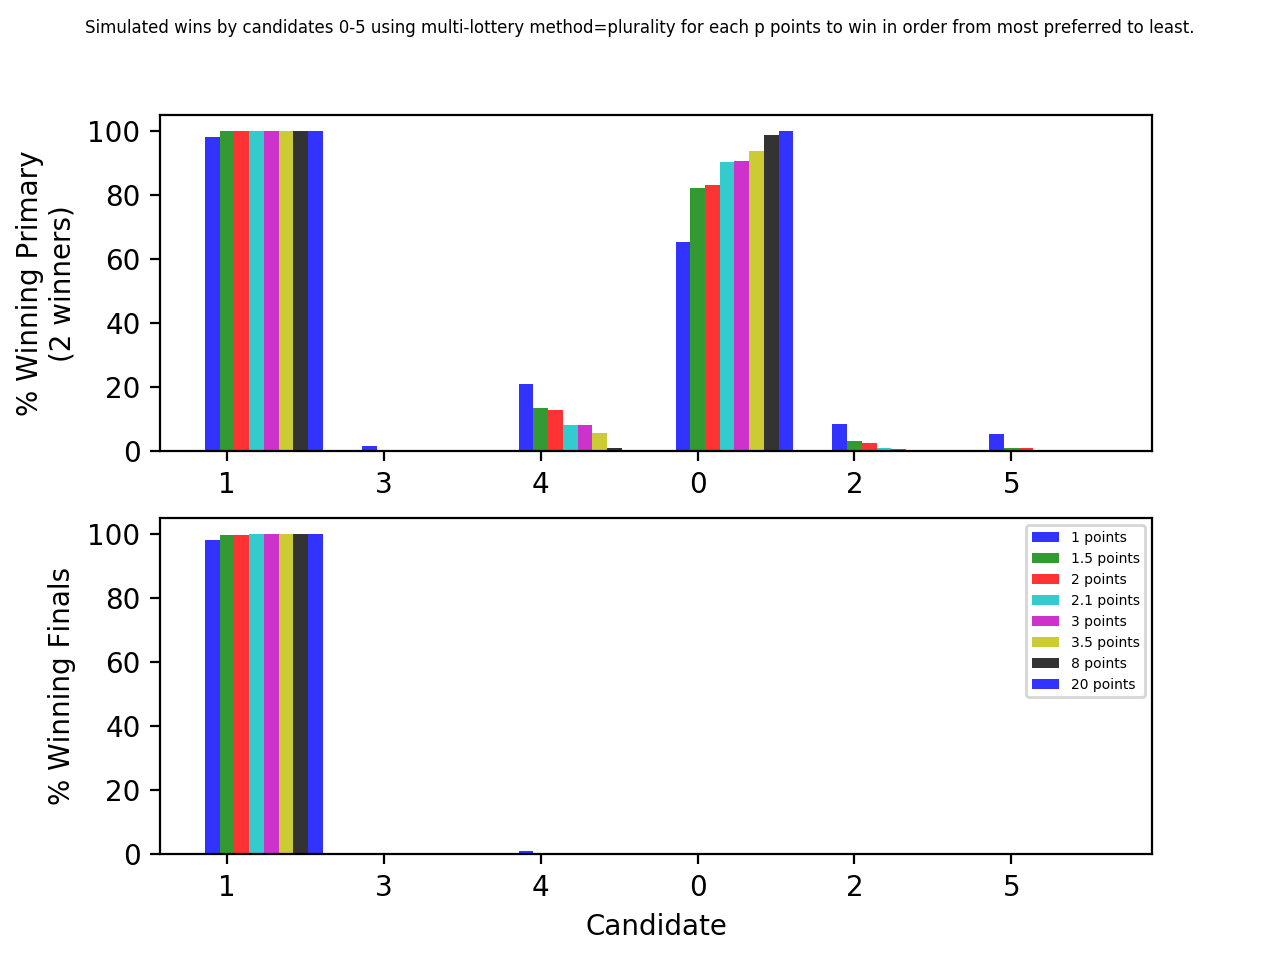 Simulated wins by candidates 0-5 using multi-lottery method=plurality for each p points to win in order from most preferred to least.
% Winning Primary
(2 winners)
100
80
60
40
20
0
1 3 4 0 2 5
% Winning Finals
100
80
60
40
20
0
1 points
1.5 points
2 points
2.1 points
3 points
3.5 points
8 points
20 points
1 3 4 0 2 5
Candidate